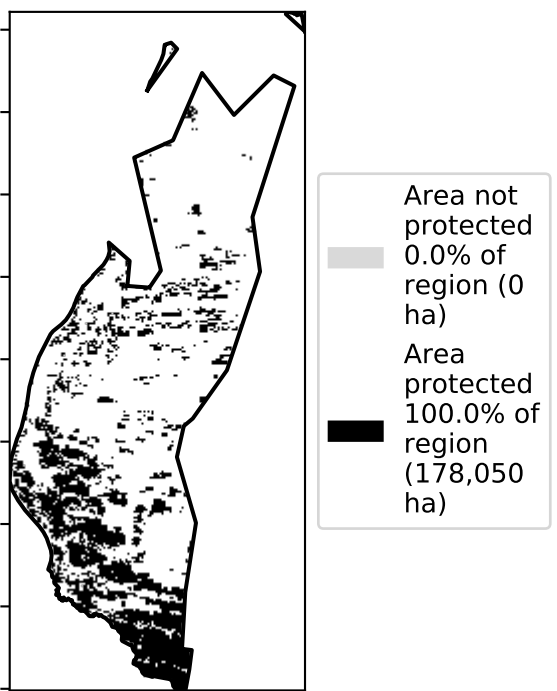 Area not
protected
0.0% of
region (0
ha)
Area
protected
100.0% of
region
(178,050
ha)